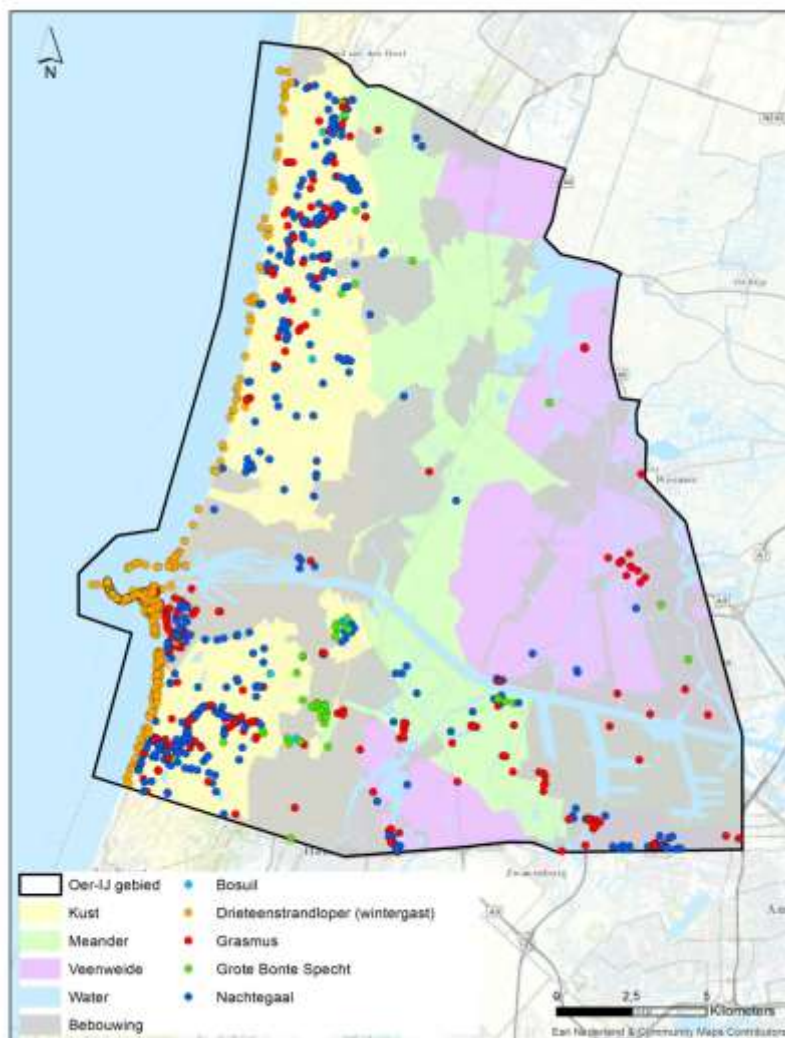 N
Oer-IJ gebied
Kust
Meander
Veenweide
Water
Bebouwing
Bosuil
Drieteenstrandloper (wintergast)
Grasmus
Grote Bonte Specht
Nachtegaal
0 2,5 5
Kilometers
Esri Nederland & Community Maps Contributors